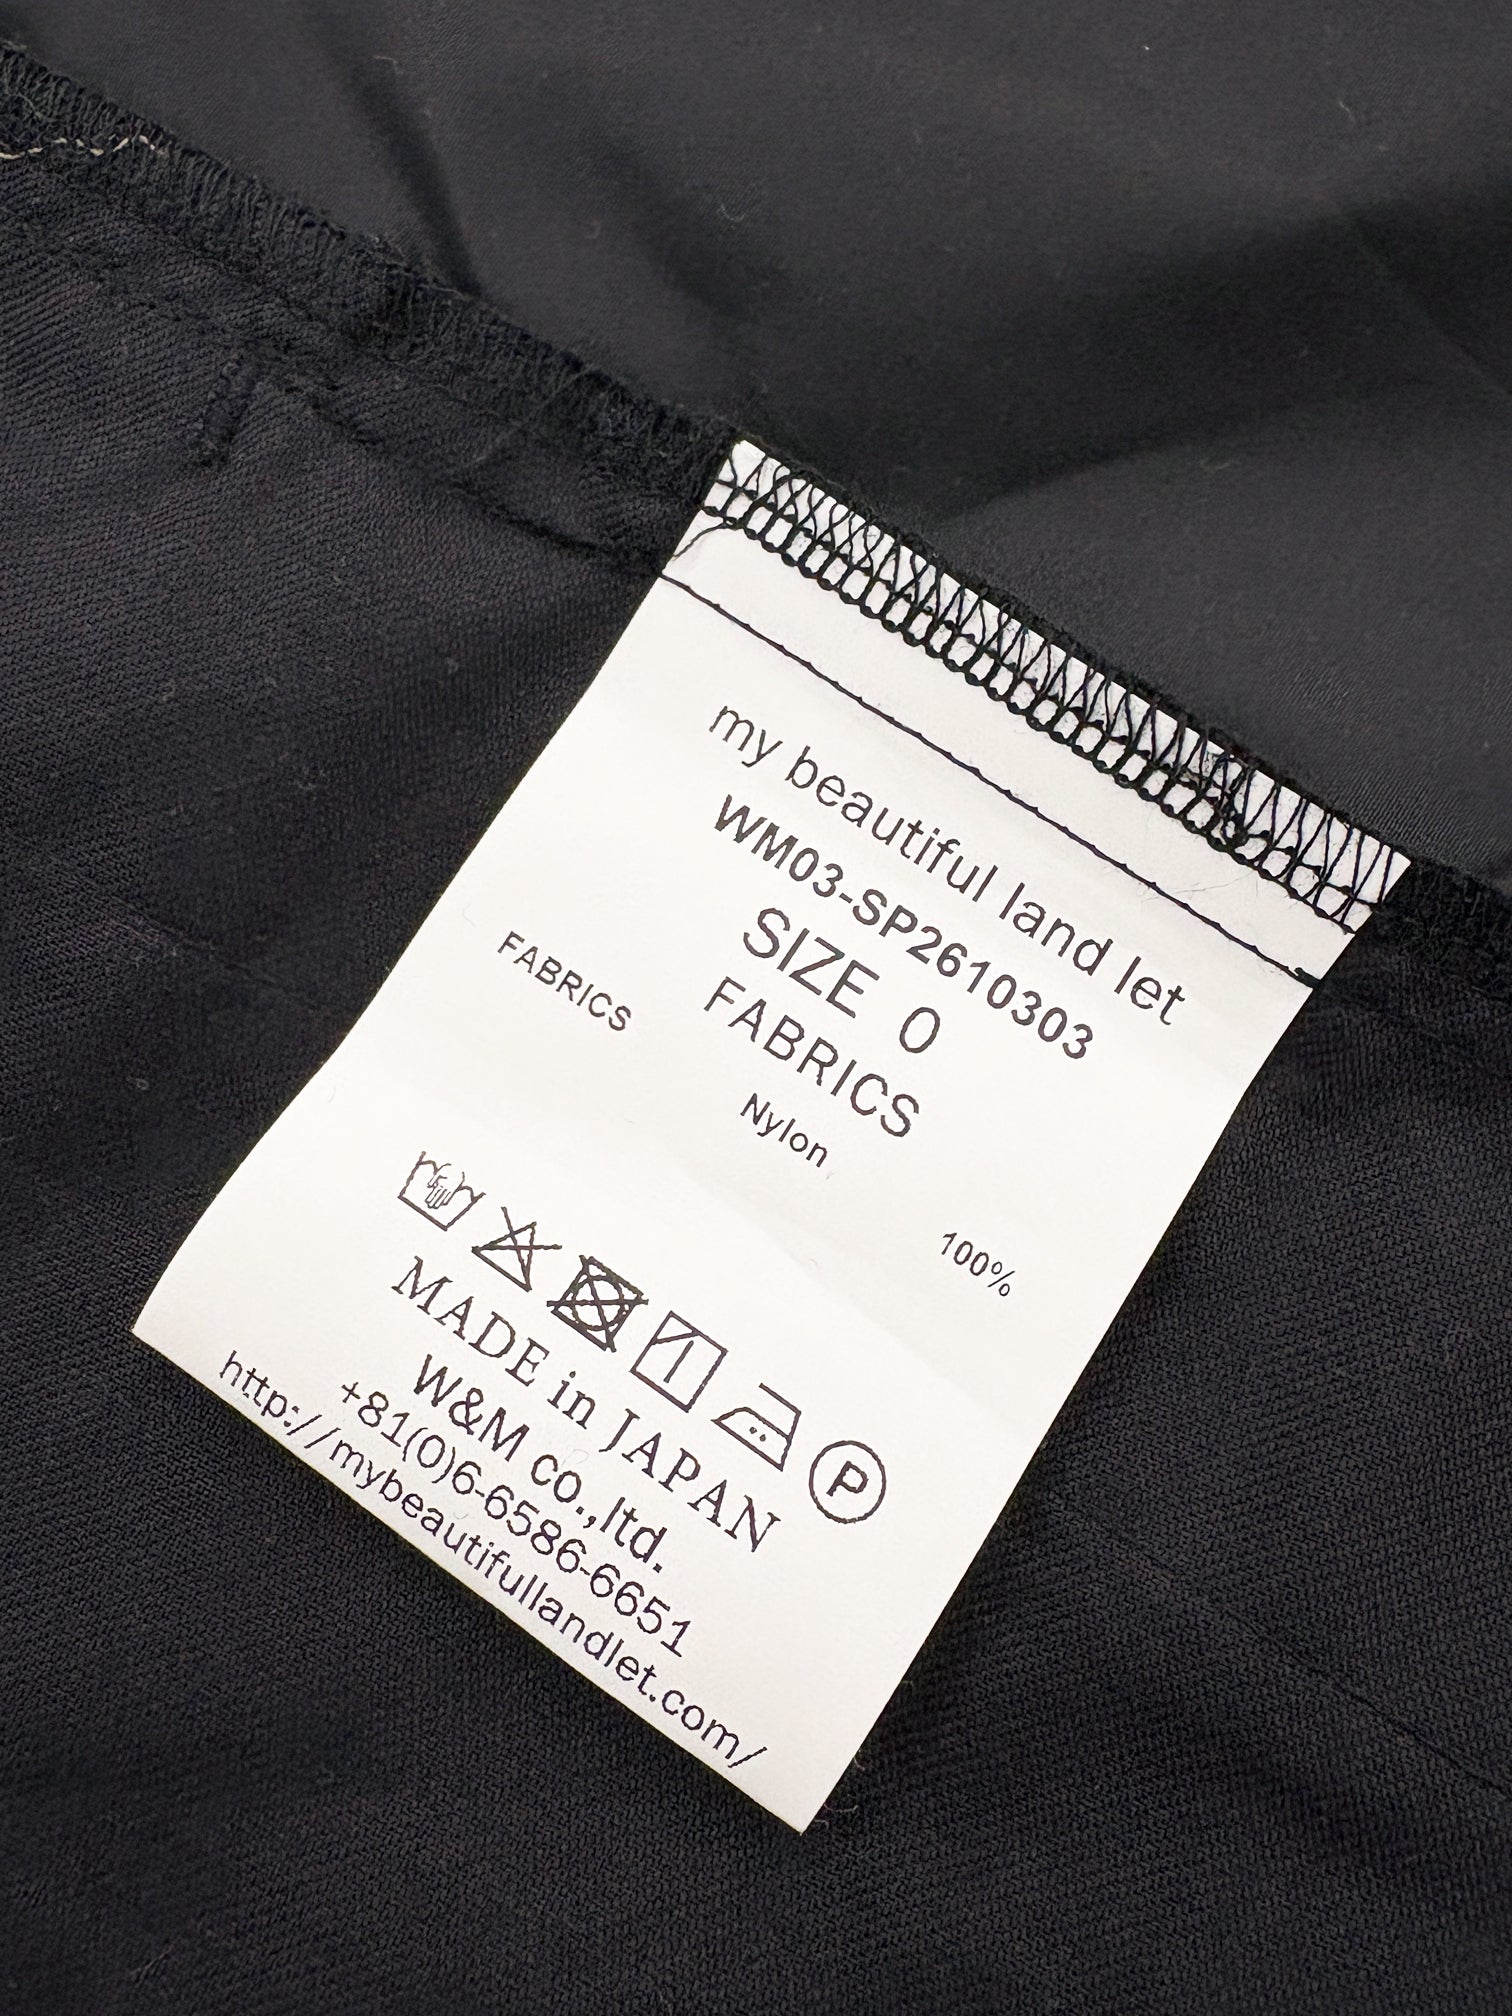 my beautiful land let
WM03-SP2610303
SIZE 0
FABRICS
FABRICS
Nylon
100%
P
MADE in JAPAN
W&M co.,ltd.
+81(0)6-6586-6651
http://mybeautifullandlet.com/